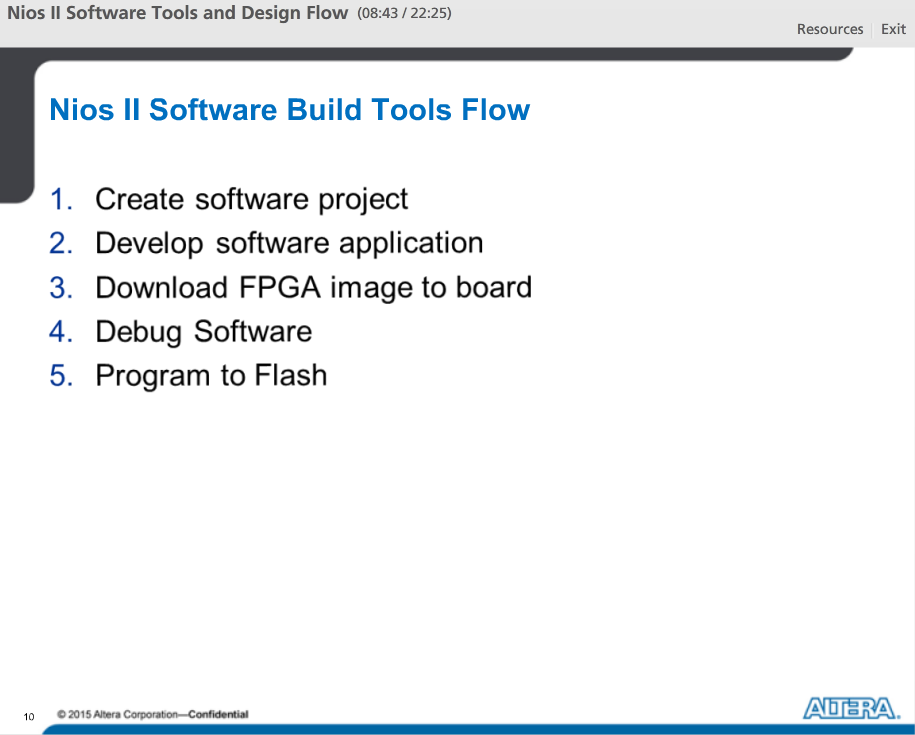 Nios II Software Tools and Design Flow (08:43 / 22:25)
Resources Exit
Nios II Software Build Tools Flow
1. Create software project
2. Develop software application
3. Download FPGA image to board
4. Debug Software
5. Program to Flash
10 © 2015 Altera Corporation—Confidential
ALTERA.